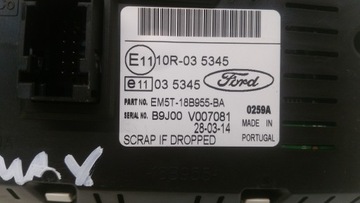 E11 10R-03 5345
e11 03 5345
Ford
PART NO. EM5T-18B955-BA
0259A
SERIAL NO. B9J00 V007081
MADE IN
28-03-14
PORTUGAL
SCRAP IF DROPPED